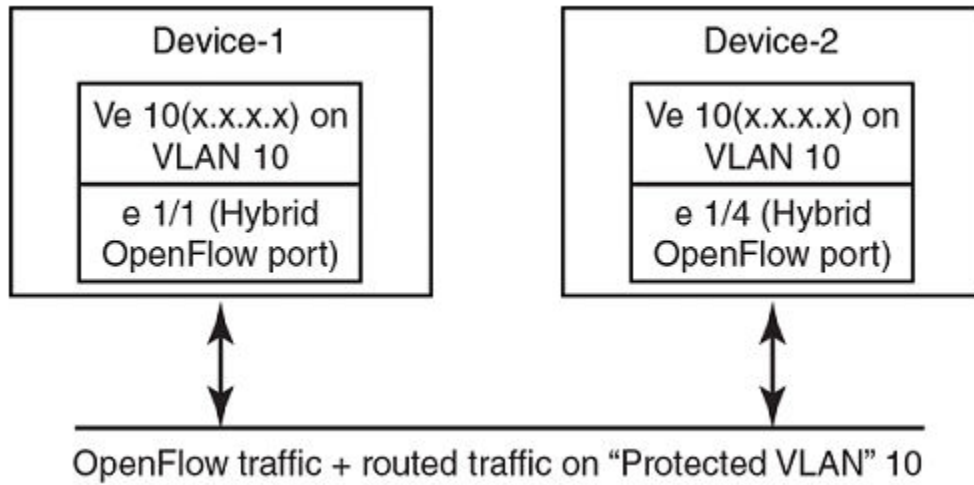 Device-1
Ve 10(x.x.x.x) on
VLAN 10
e 1/1 (Hybrid
OpenFlow port)
Device-2
Ve 10(x.x.x.x) on
VLAN 10
e 1/4 (Hybrid
OpenFlow port)
OpenFlow traffic + routed traffic on “Protected VLAN” 10